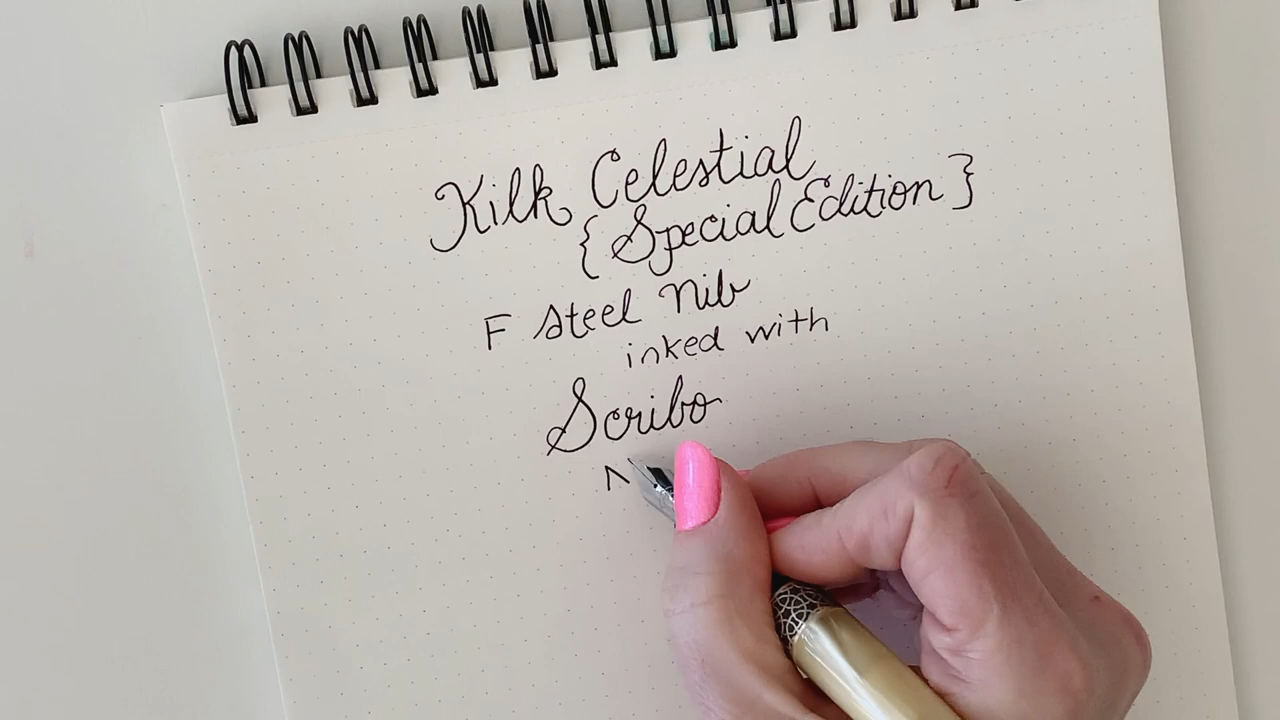 Kilk Celestial
{ Special Edition }
F steel nib
inked with
Scribo